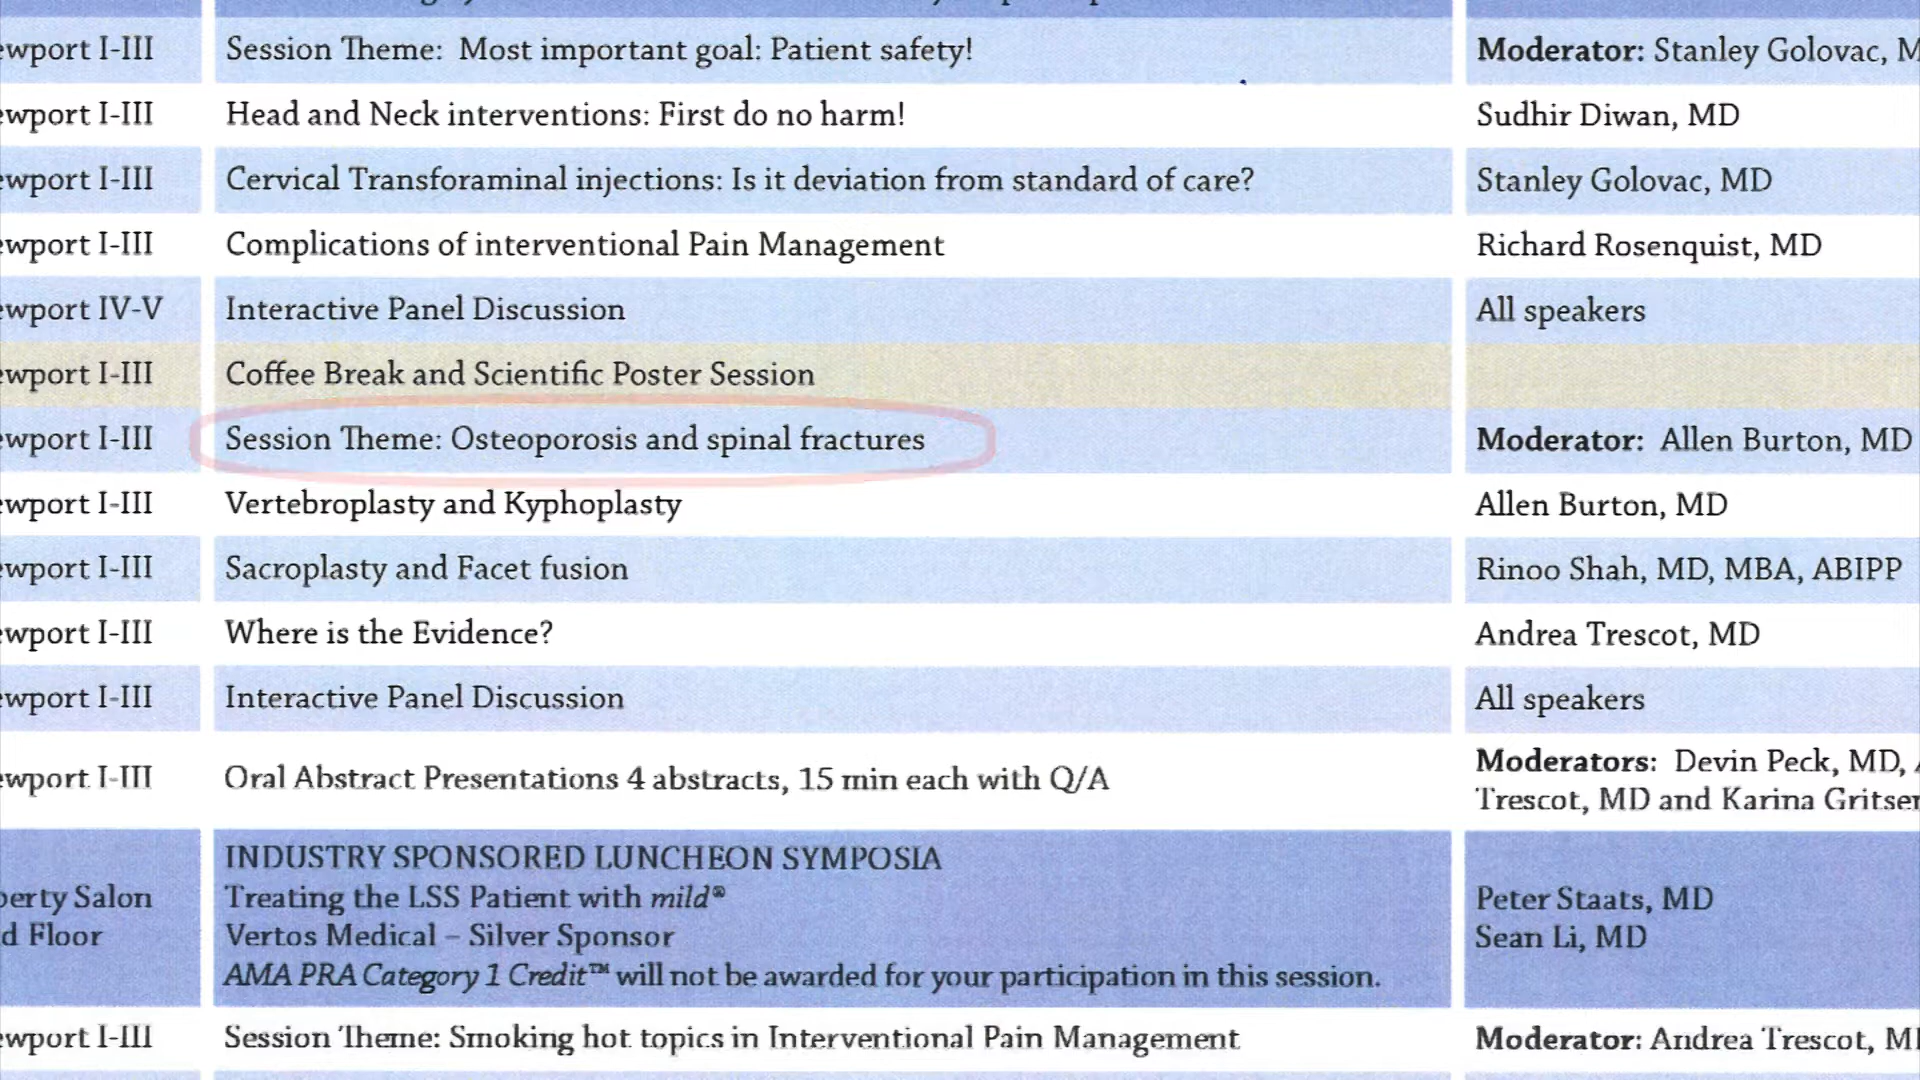 ewport I-III Session Theme: Most important goal: Patient safety! Moderator: Stanley Golovac, M
ewport I-III Head and Neck interventions: First do no harm! Sudhir Diwan, MD
ewport I-III Cervical Transforaminal injections: Is it deviation from standard of care? Stanley Golovac, MD
ewport I-III Complications of interventional Pain Management Richard Rosenquist, MD
ewport IV-V Interactive Panel Discussion All speakers
ewport I-III Coffee Break and Scientific Poster Session
ewport I-III Session Theme: Osteoporosis and spinal fractures Moderator: Allen Burton, MD
ewport I-III Vertebroplasty and Kyphoplasty Allen Burton, MD
ewport I-III Sacroplasty and Facet fusion Rinoo Shah, MD, MBA, ABIPP
ewport I-III Where is the Evidence? Andrea Trescot, MD
ewport I-III Interactive Panel Discussion All speakers
ewport I-III Oral Abstract Presentations 4 abstracts, 15 min each with Q/A Moderators: Devin Peck, MD,
Trescot, MD and Karina Gritsen
INDUSTRY SPONSORED LUNCHEON SYMPOSIA
perty Salon Treating the LSS Patient with mild® Peter Staats, MD
d Floor Vertos Medical – Silver Sponsor Sean Li, MD
AMA PRA Category 1 Credit™ will not be awarded for your participation in this session.
ewport I-III Session Theme: Smoking hot topics in Interventional Pain Management Moderator: Andrea Trescot, M